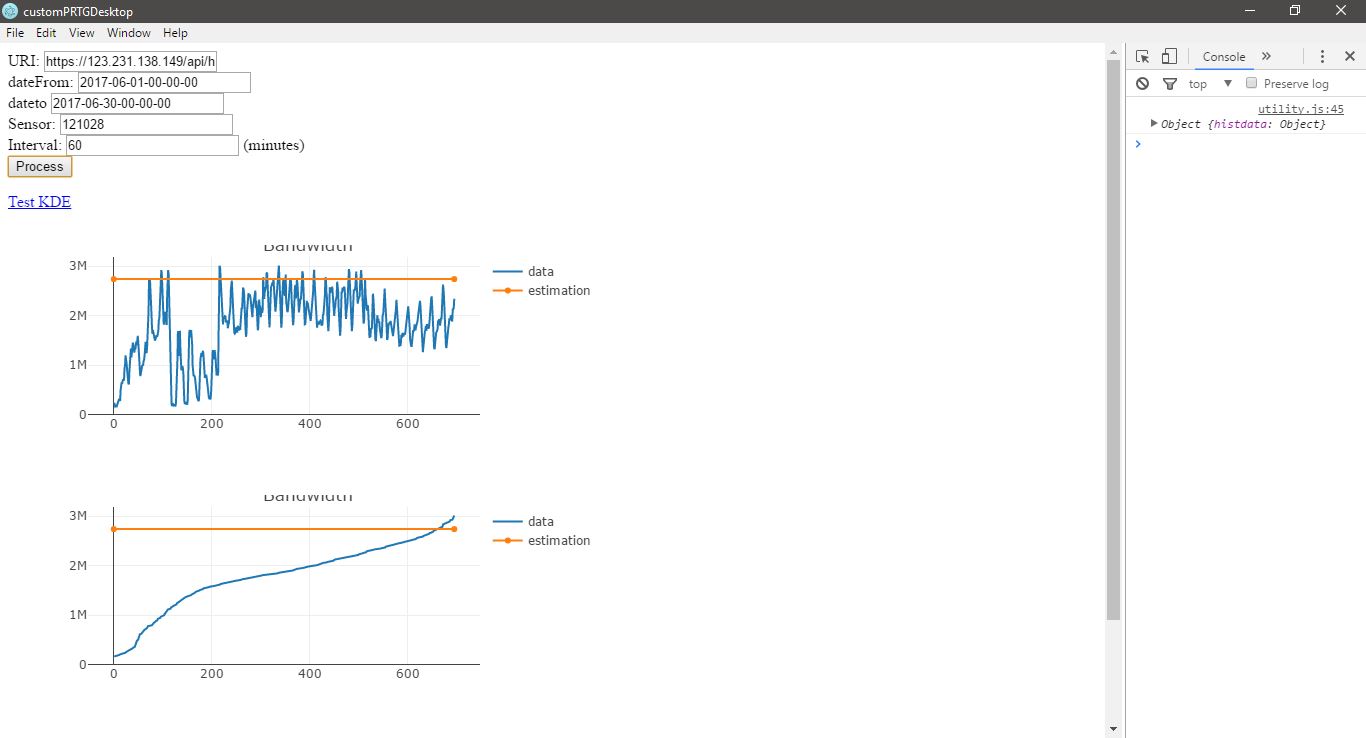 customPRTGDesktop
File Edit View Window Help
URI: https://123.231.138.149/api/h
dateFrom: 2017-06-01-00-00-00
dateto 2017-06-30-00-00-00
Sensor: 121028
Interval: 60 (minutes)
Process
Test KDE
Bandwidth
3M
2M
1M
0
0 200 400 600
data
estimation
Bandwidth
3M
2M
1M
0
0 200 400 600
data
estimation
Console »
top ▼ Preserve log
utility.js:45
Object {histdata: Object}